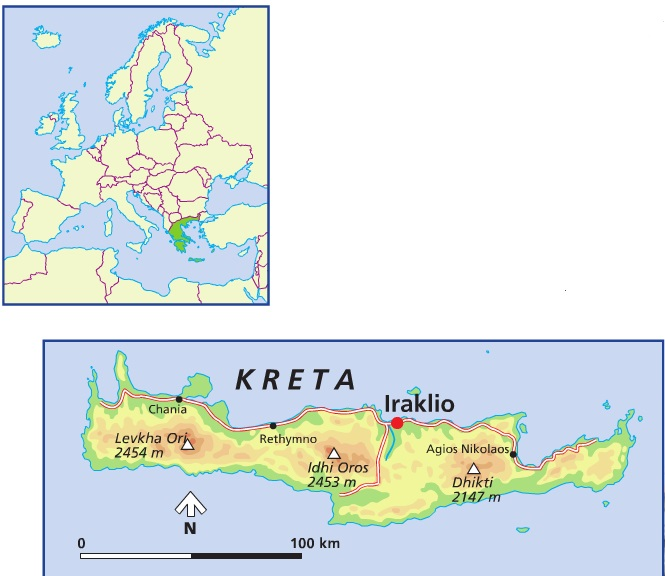 KRETA
Iraklio
Chania
Rethymno
Agios Nikolaos
Levkha Ori
2454 m
Idhi Oros
2453 m
Dhikti
2147 m
N
0 100 km